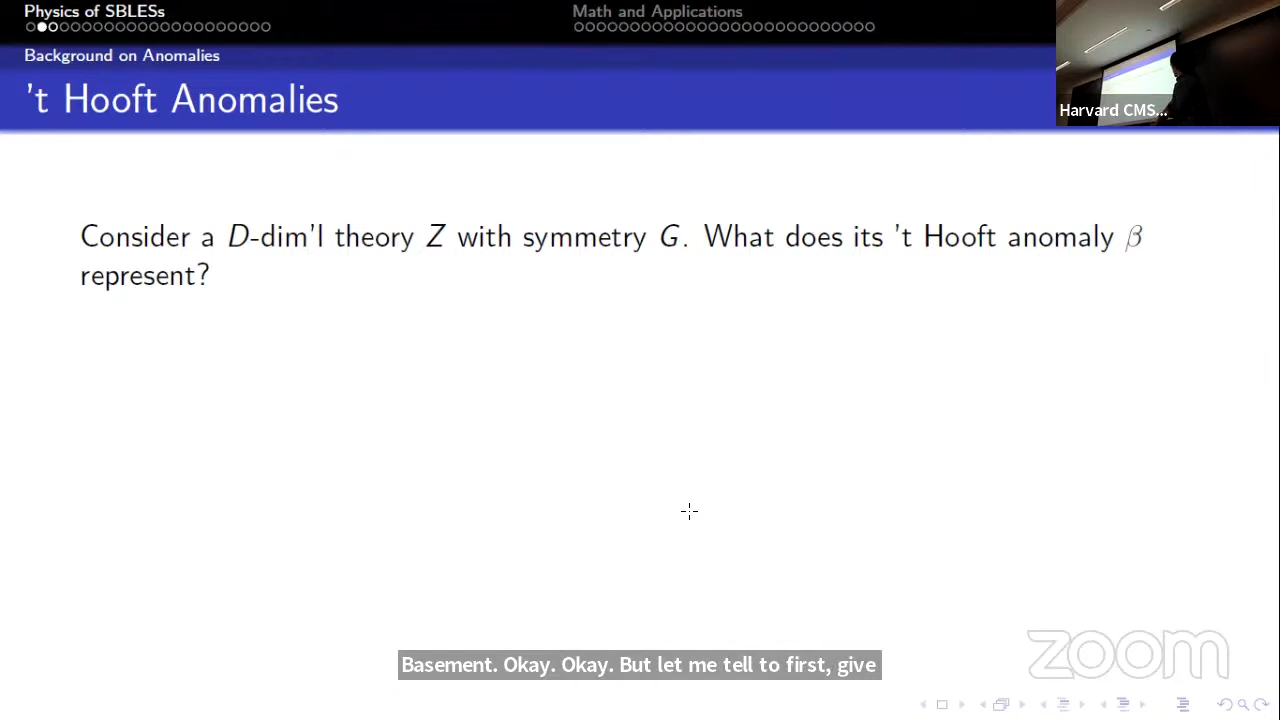 Physics of SBLESs
Math and Applications
Background on Anomalies
't Hooft Anomalies
Harvard CMS...
Consider a D-dim'l theory Z with symmetry G. What does its 't Hooft anomaly β
represent?
Basement. Okay. Okay. But let me tell to first, give
zoom